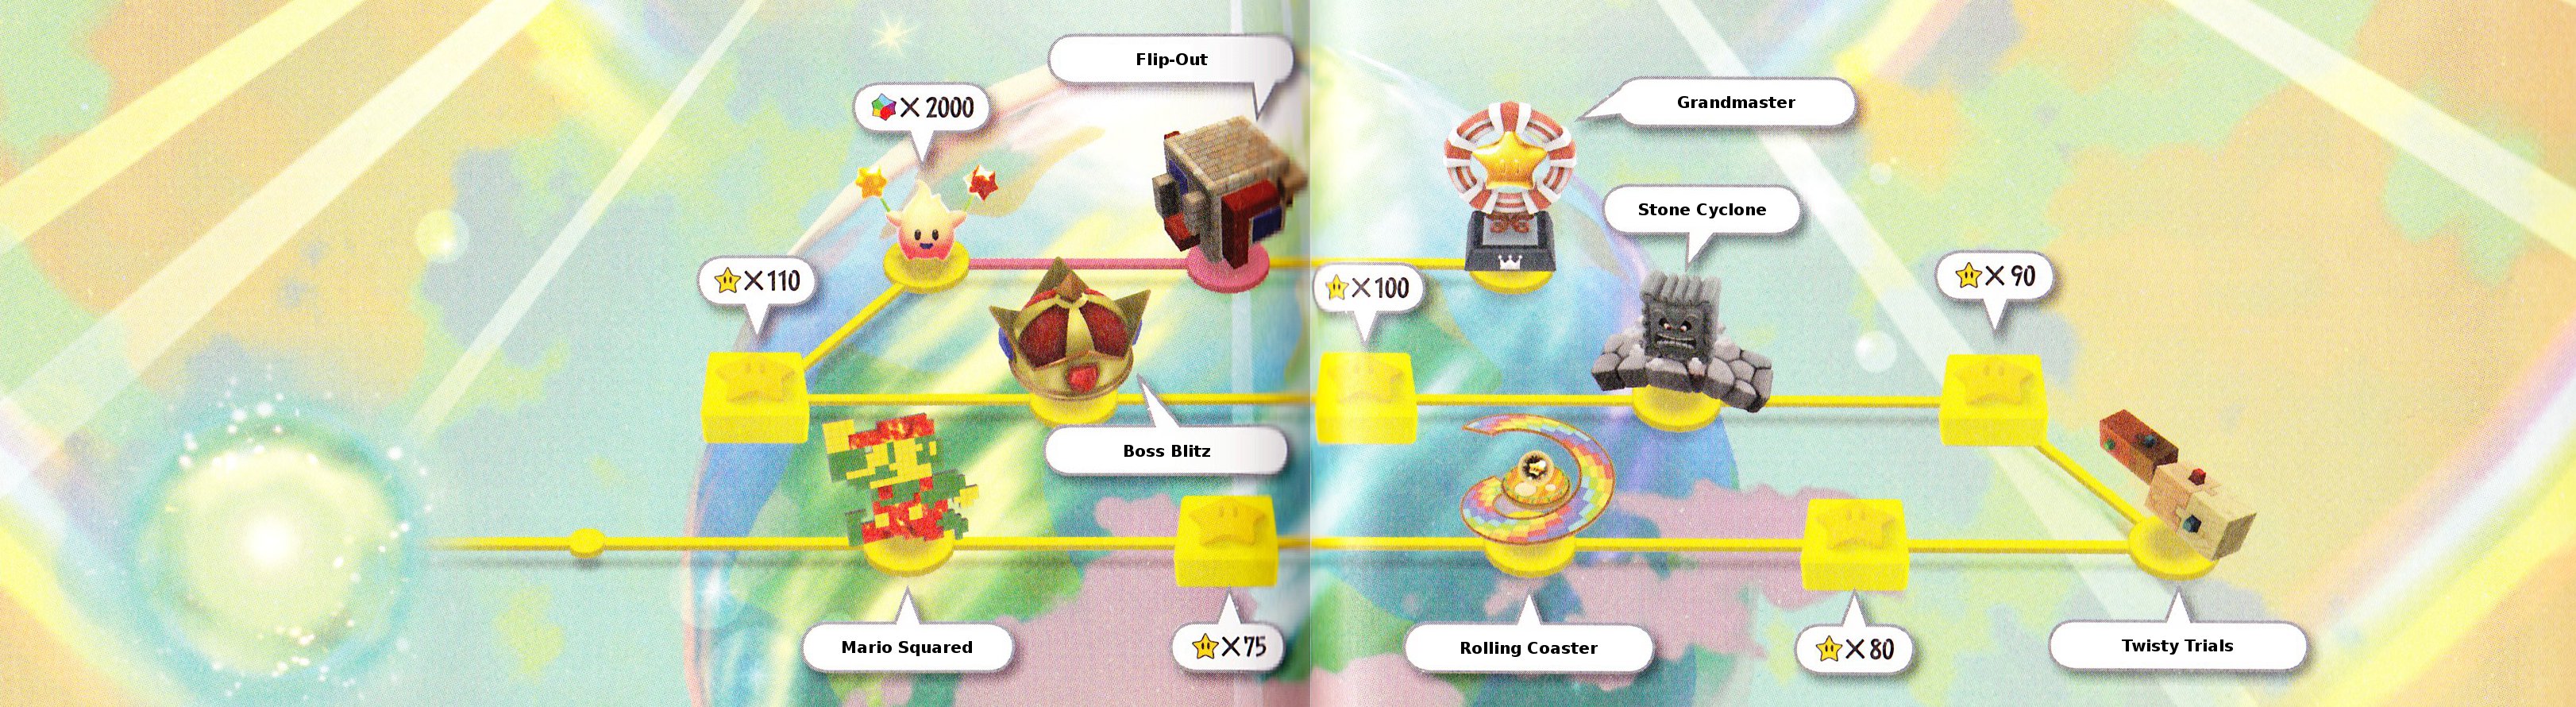 Flip-Out
× 2000
Grandmaster
Stone Cyclone
×110
×100
× 90
Boss Blitz
Mario Squared
×75
Rolling Coaster
×80
Twisty Trials